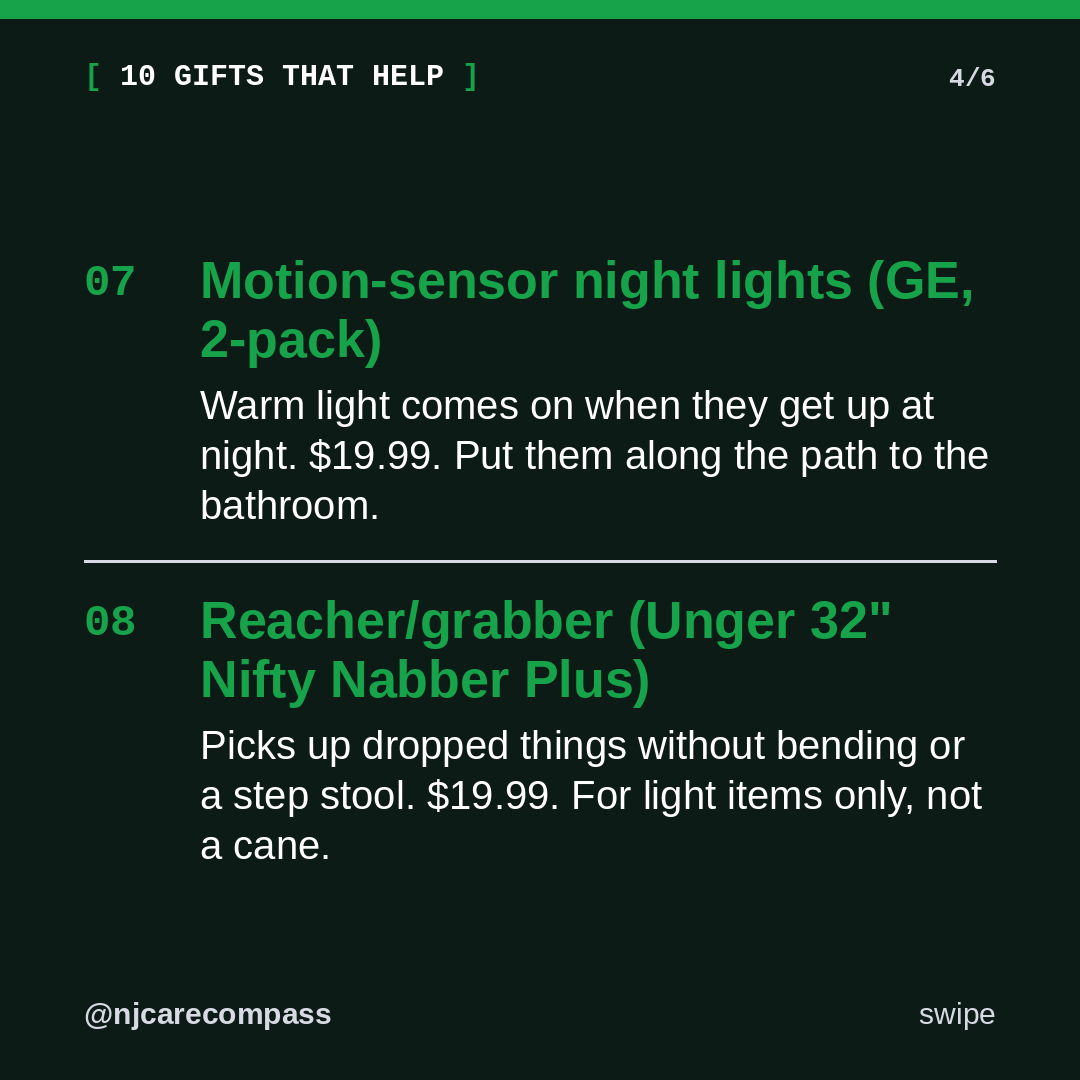 [ 10 GIFTS THAT HELP ]
4/6
07
Motion-sensor night lights (GE,
2-pack)
Warm light comes on when they get up at
night. $19.99. Put them along the path to the
bathroom.
08
Reacher/grabber (Unger 32"
Nifty Nabber Plus)
Picks up dropped things without bending or
a step stool. $19.99. For light items only, not
a cane.
@njcarecompass
swipe